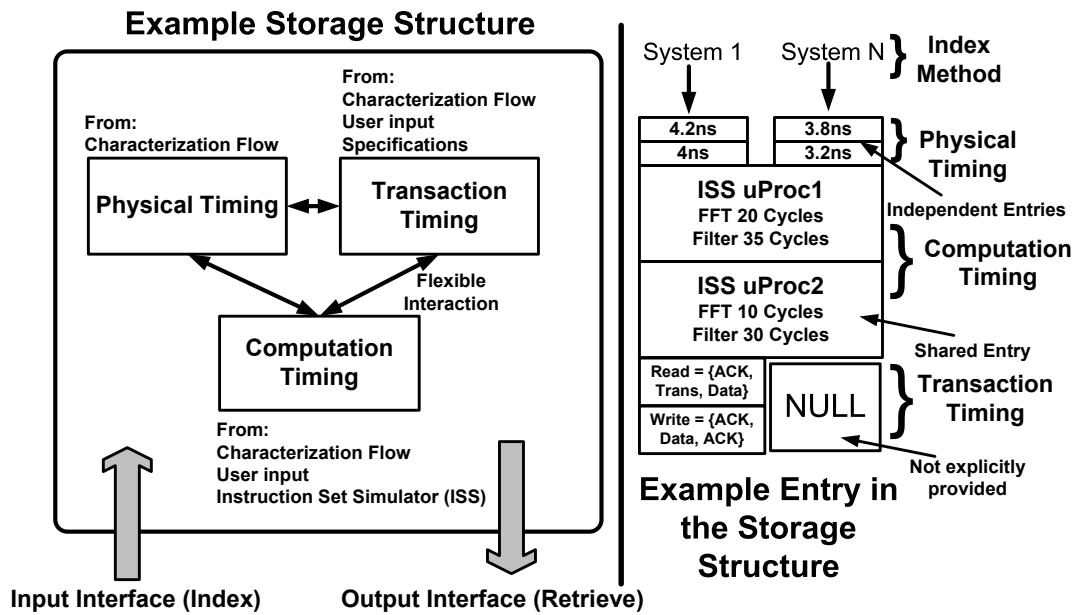 Example Storage Structure
From:
Characterization Flow
From:
Characterization Flow
User input
Specifications
Physical Timing
Transaction
Timing
Flexible
Interaction
Computation
Timing
From:
Characterization Flow
User input
Instruction Set Simulator (ISS)
Input Interface (Index)
Output Interface (Retrieve)
System 1
System N
Index
Method
4.2ns
4ns
3.8ns
3.2ns
Physical
Timing
Independent Entries
ISS uProc1
FFT 20 Cycles
Filter 35 Cycles
Computation
Timing
ISS uProc2
FFT 10 Cycles
Filter 30 Cycles
Shared Entry
Read = {ACK,
Trans, Data}
Write = {ACK,
Data, ACK}
NULL
Transaction
Timing
Not explicitly
provided
Example Entry in
the Storage
Structure